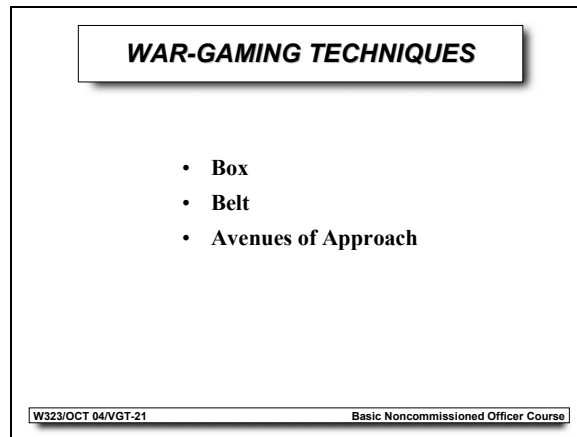 WAR-GAMING TECHNIQUES
• Box
• Belt
• Avenues of Approach
W323/OCT 04/VGT-21 Basic Noncommissioned Officer Course